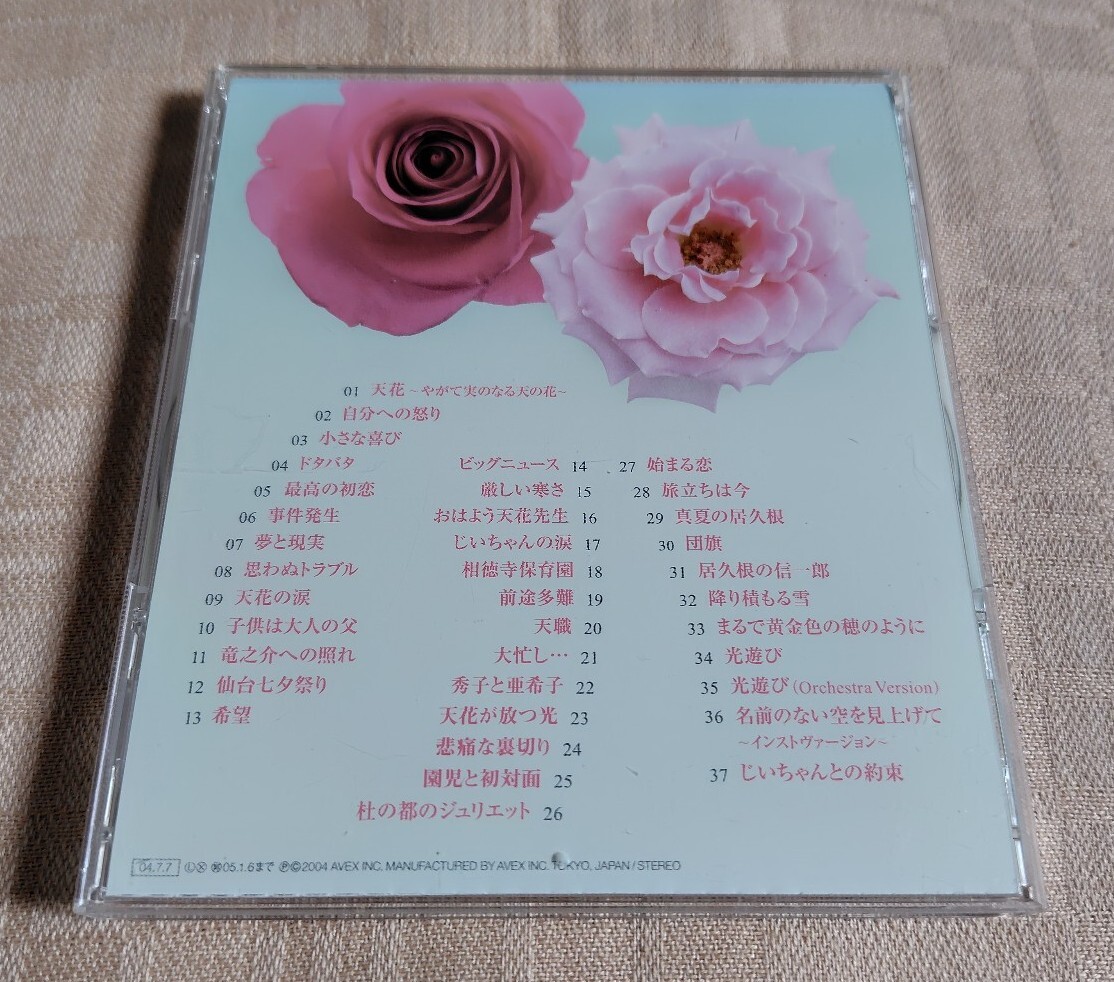 01 天花 ~やがて実のなる天の花~
02 自分への怒り
03 小さな喜び
04 ドタバタ
05 最高の初恋
06 事件発生
07 夢と現実
08 思わぬトラブル
09 天花の涙
10 子供は大人の父
11 竜之介への照れ
12 仙台七夕祭り
13 希望
ビッグニュース 14
厳しい寒さ 15
おはよう天花先生 16
じいちゃんの涙 17
相徳寺保育園 18
前途多難 19
天職 20
大忙し… 21
秀子と亜希子 22
天花が放つ光 23
悲痛な裏切り 24
園児と初対面 25
杜の都のジュリエット 26
27 始まる恋
28 旅立ちは今
29 真夏の居久根
30 団旗
31 居久根の信一郎
32 降り積もる雪
33 まるで黄金色の穂のように
34 光遊び
35 光遊び (Orchestra Version)
36 名前のない空を見上げて
~インストヴァージョン~
37 じいちゃんとの約束
'04.7.7 Ⓛ Ⓧ 05.1.6まで ℗©2004 AVEX INC. MANUFACTURED BY AVEX INC. TOKYO, JAPAN / STEREO